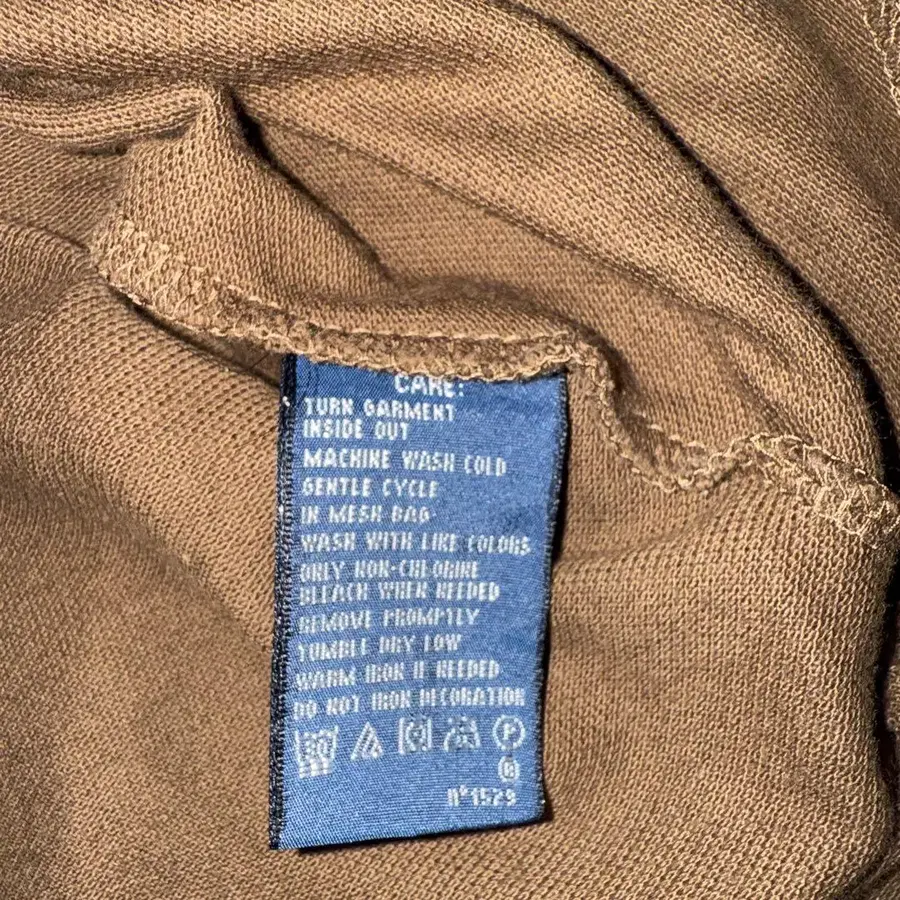 CARE:
TURN GARMENT
INSIDE OUT
MACHINE WASH COLD
GENTLE CYCLE
IN MESH BAG
WASH WITH LIKE COLORS
ONLY NON-CHLORINE
BLEACH WHEN NEEDED
REMOVE PROMPTLY
TUMBLE DRY LOW
WARM IRON IF NEEDED
DO NOT IRON DECORATION
30
P
B
n°1529